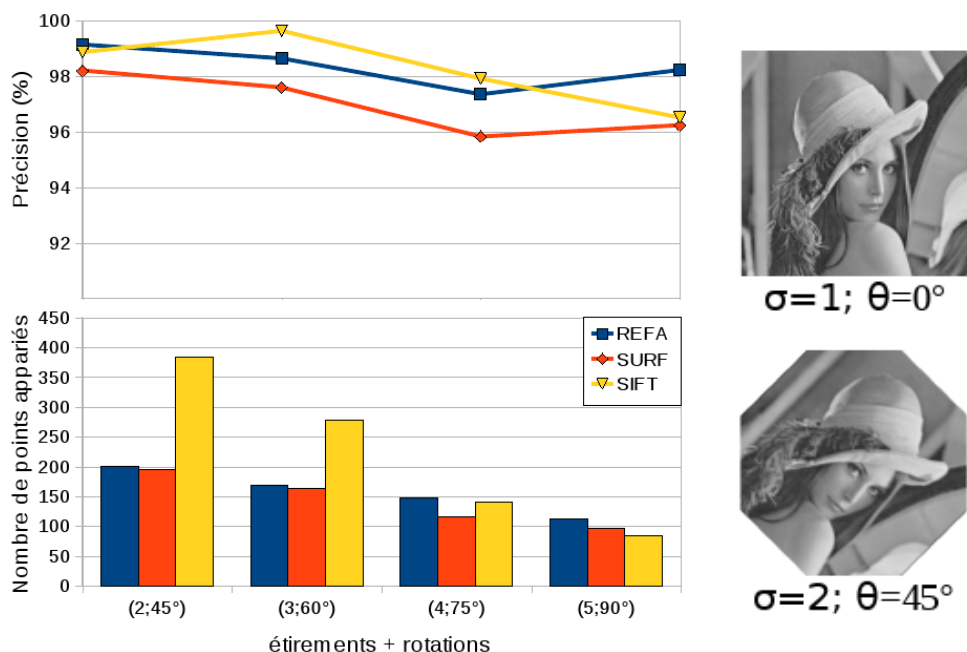 Précision (%)
100
98
96
94
92
Nombre de points appariés
450
400
350
300
250
200
150
100
50
0
REFA
SURF
SIFT
(2;45°) (3;60°) (4;75°) (5;90°)
étirements + rotations
σ=1; θ=0°
σ=2; θ=45°